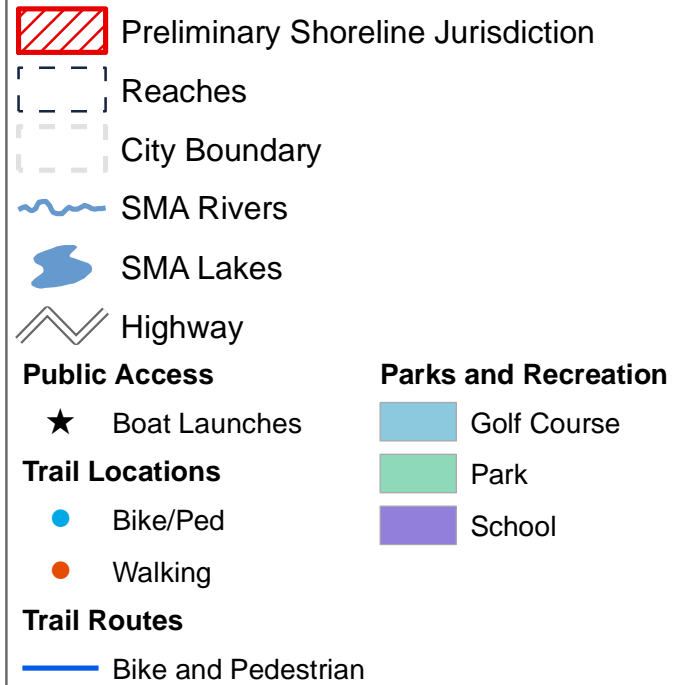 Preliminary Shoreline Jurisdiction
Reaches
City Boundary
SMA Rivers
SMA Lakes
Highway
Public Access
Boat Launches
Trail Locations
Bike/Ped
Walking
Trail Routes
Bike and Pedestrian
Parks and Recreation
Golf Course
Park
School